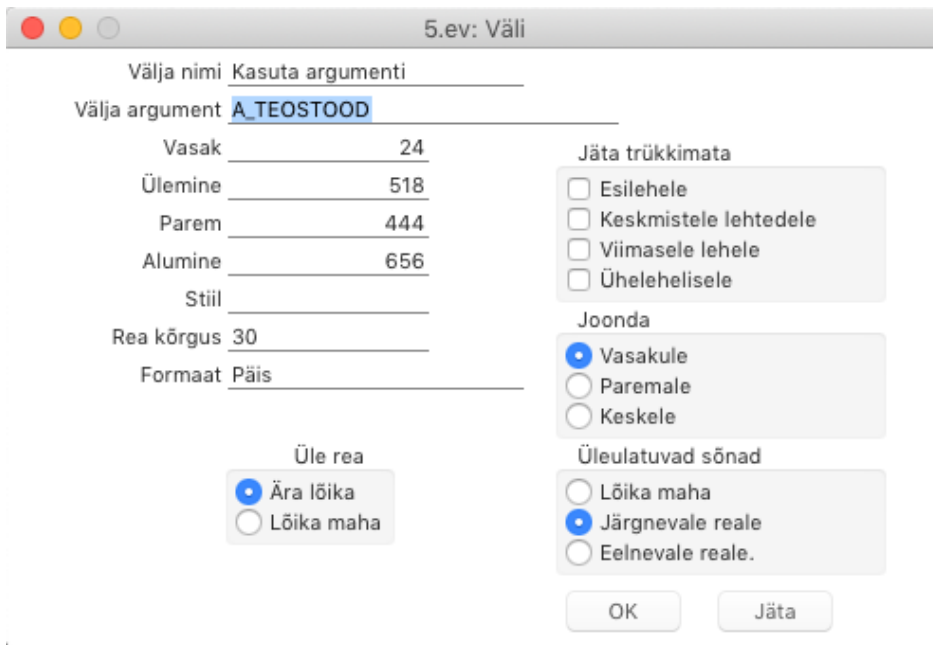 5.ev: Väli
Välja nimi Kasuta argumenti
Välja argument A_TEOSTOOD
Vasak 24
Ülemine 518
Parem 444
Alumine 656
Stiil
Rea kõrgus 30
Formaat Päis
Jäta trükkimata
Esilehele
Keskmistele lehtedele
Viimasele lehele
Ühelehelisele
Joonda
Vasakule
Paremale
Keskele
Üle rea
Ära lõika
Lõika maha
Üleulatuvad sõnad
Lõika maha
Järgnevale reale
Eelnevale reale.
OK Jäta